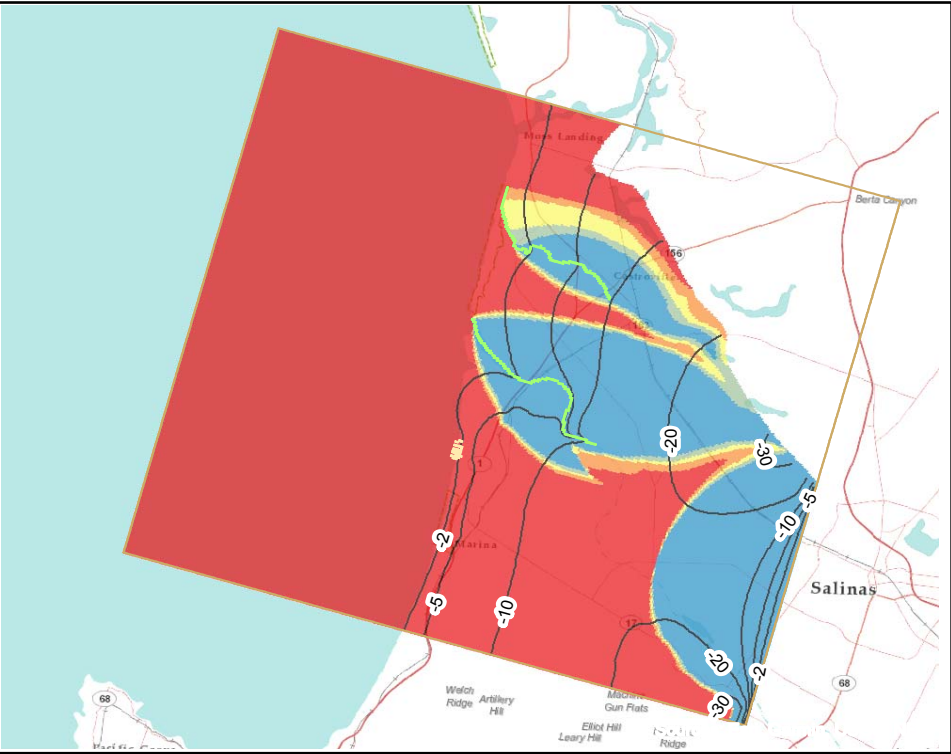 Moss Landing
Berta Canyon
156
-20
-30
-5
-10
1
-2
Marina
Salinas
-5
-10
17
-20
-2
68
-30
68
Welch
Ridge
Artillery
Hill
Machine
Gun Flats
Elliot Hill
Leary Hill
Ridge